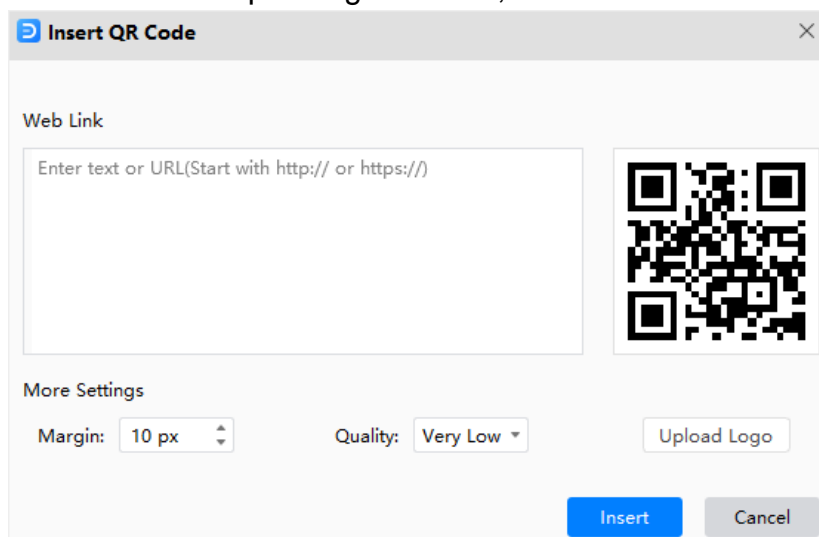 Insert QR Code
Web Link
Enter text or URL(Start with http:// or https://)
More Settings
Margin: 10 px Quality: Very Low Upload Logo
Insert Cancel